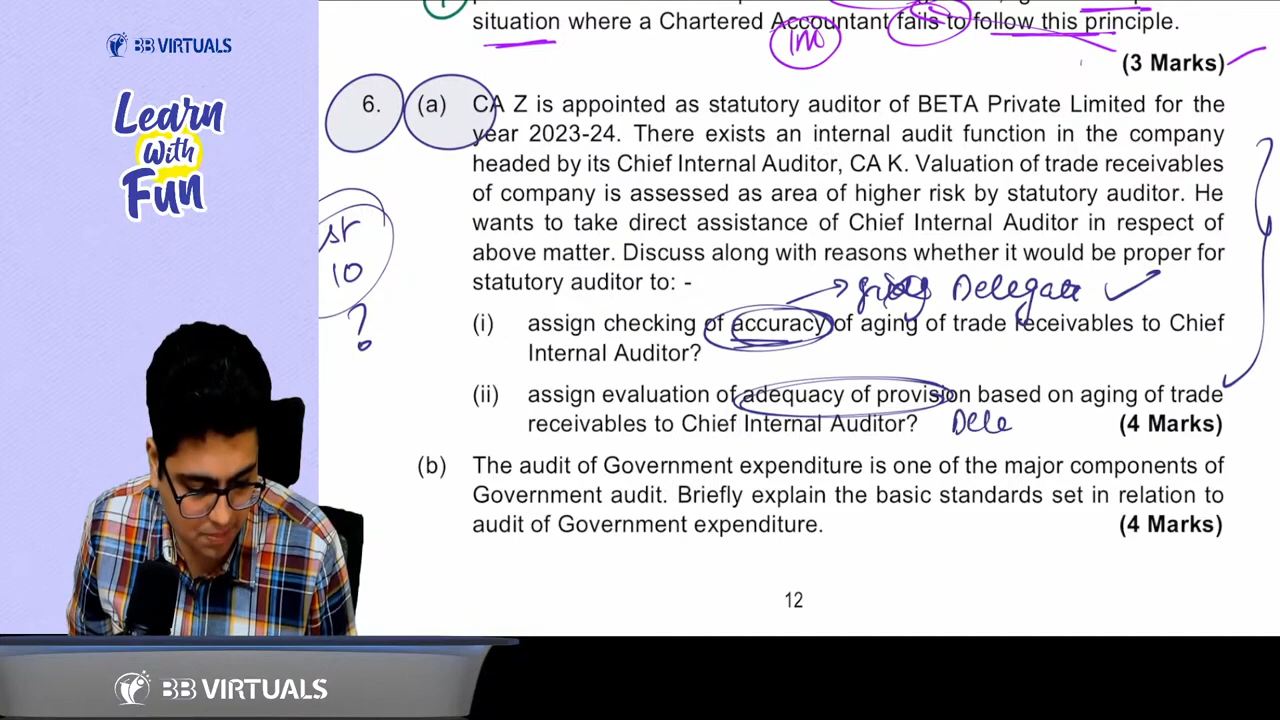 BB VIRTUALS
Learn
With
Fun
situation where a Chartered Accountant fails to follow this principle.
(3 Marks)
6. (a) CA Z is appointed as statutory auditor of BETA Private Limited for the
year 2023-24. There exists an internal audit function in the company
headed by its Chief Internal Auditor, CA K. Valuation of trade receivables
of company is assessed as area of higher risk by statutory auditor. He
wants to take direct assistance of Chief Internal Auditor in respect of
above matter. Discuss along with reasons whether it would be proper for
statutory auditor to: -
st
10
?
Delegate
(i) assign checking of accuracy of aging of trade receivables to Chief
Internal Auditor?
(ii) assign evaluation of adequacy of provision based on aging of trade
receivables to Chief Internal Auditor? Dele (4 Marks)
(b) The audit of Government expenditure is one of the major components of
Government audit. Briefly explain the basic standards set in relation to
audit of Government expenditure. (4 Marks)
12
BB VIRTUALS